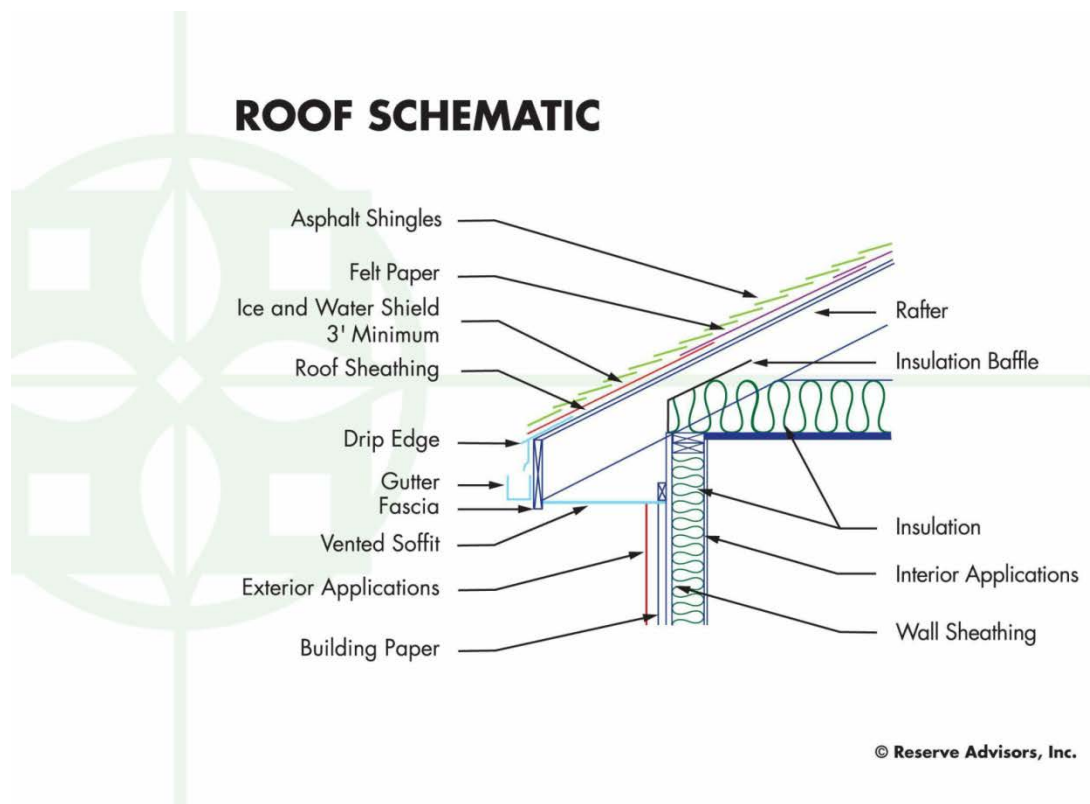 ROOF SCHEMATIC
Asphalt Shingles
Felt Paper
Ice and Water Shield
3' Minimum
Roof Sheathing
Drip Edge
Gutter
Fascia
Vented Soffit
Exterior Applications
Building Paper
Rafter
Insulation Baffle
Insulation
Interior Applications
Wall Sheathing
© Reserve Advisors, Inc.